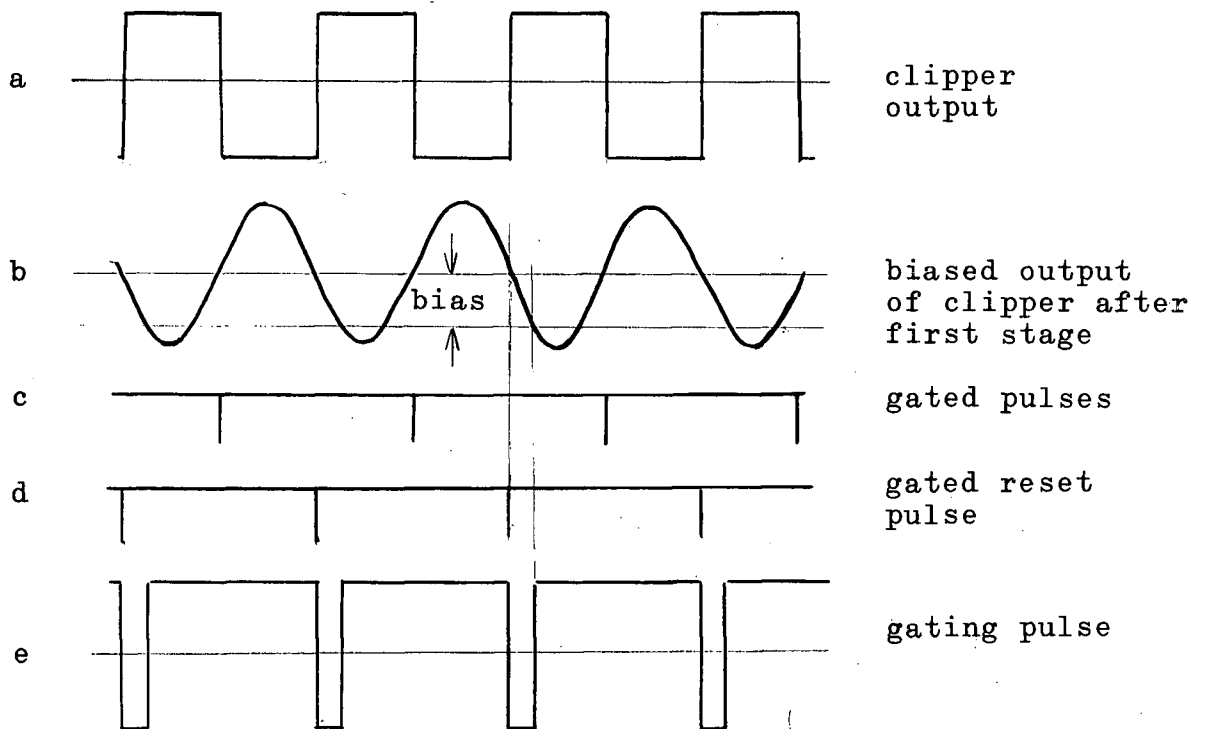 a
clipper
output
b
bias
biased output
of clipper after
first stage
c
gated pulses
d
gated reset
pulse
gating pulse
e